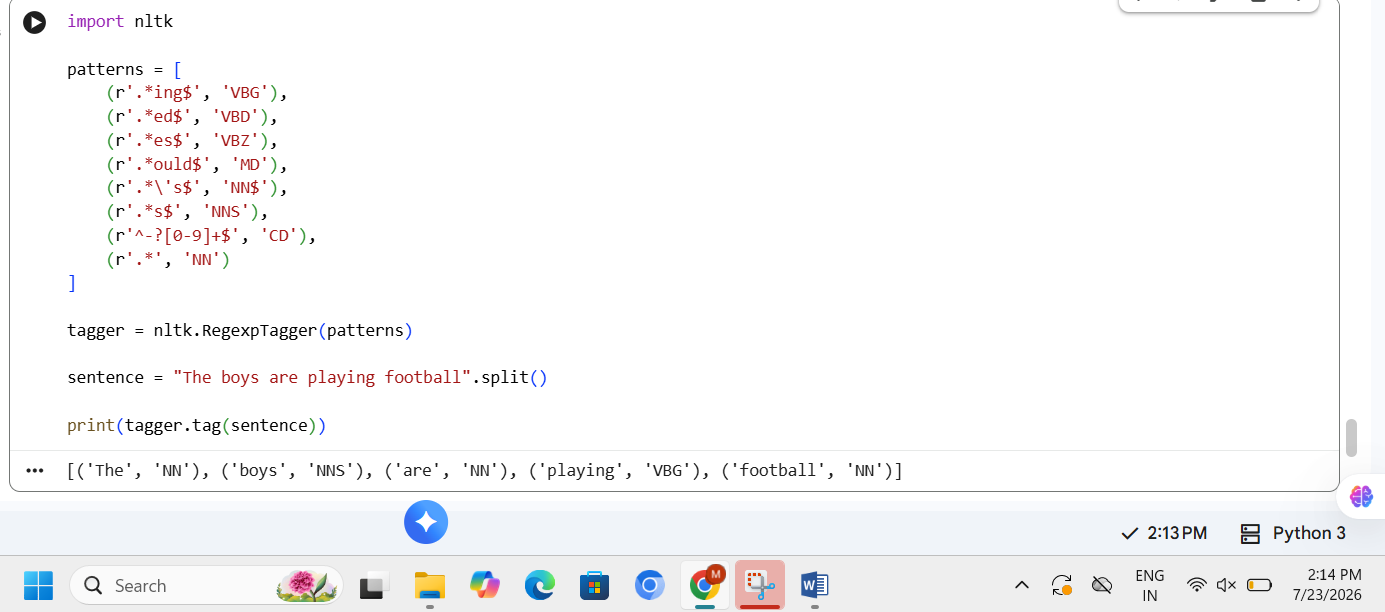 import nltk
patterns = [
    (r'.*ing$', 'VBG'),
    (r'.*ed$', 'VBD'),
    (r'.*es$', 'VBZ'),
    (r'.*ould$', 'MD'),
    (r'.*\'s$', 'NN$'),
    (r'.*s$', 'NNS'),
    (r'^-?[0-9]+$', 'CD'),
    (r'.*', 'NN')
]
tagger = nltk.RegexpTagger(patterns)
sentence = "The boys are playing football".split()
print(tagger.tag(sentence))
[('The', 'NN'), ('boys', 'NNS'), ('are', 'NN'), ('playing', 'VBG'), ('football', 'NN')]
2:13 PM Python 3
Search
M
W
ENG
IN
2:14 PM
7/23/2026